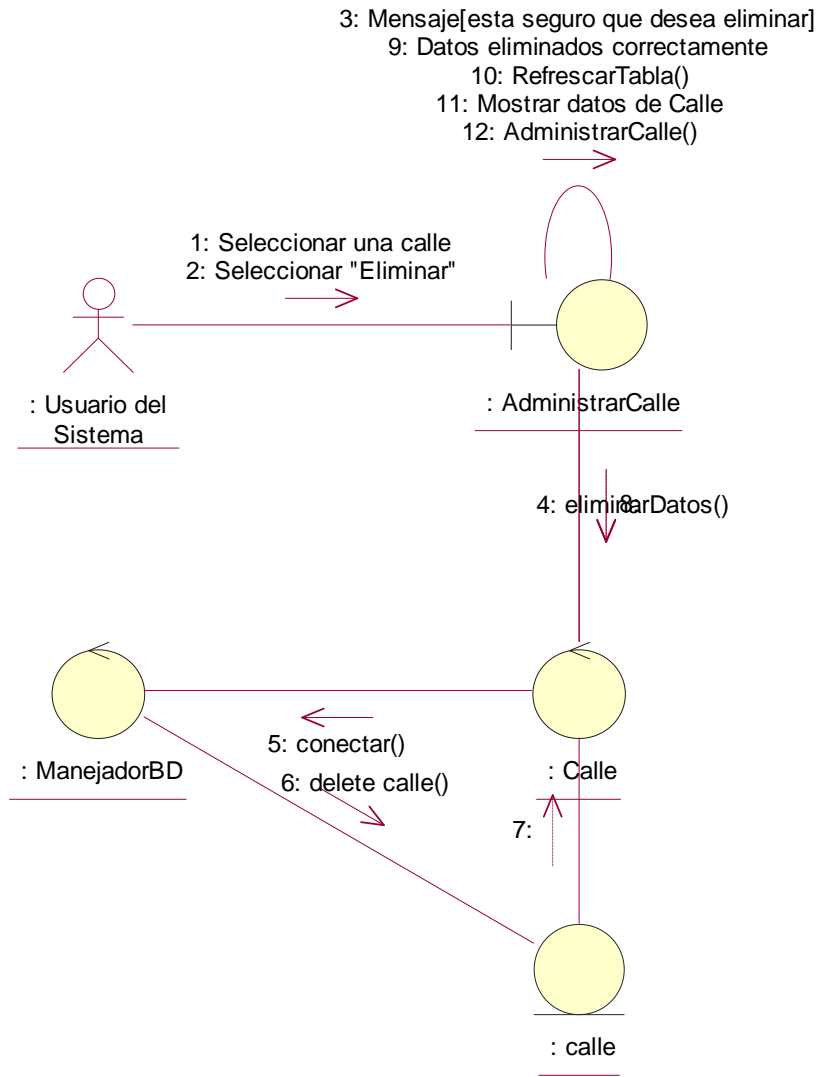 3: Mensaje[esta seguro que desea eliminar]
9: Datos eliminados correctamente
10: RefrescarTabla()
11: Mostrar datos de Calle
12: AdministrarCalle()
1: Seleccionar una calle
2: Seleccionar "Eliminar"
: Usuario del
Sistema
: AdministrarCalle
4: eliminarDatos()
8:
5: conectar()
6: delete calle()
: ManejadorBD
: Calle
7:
: calle